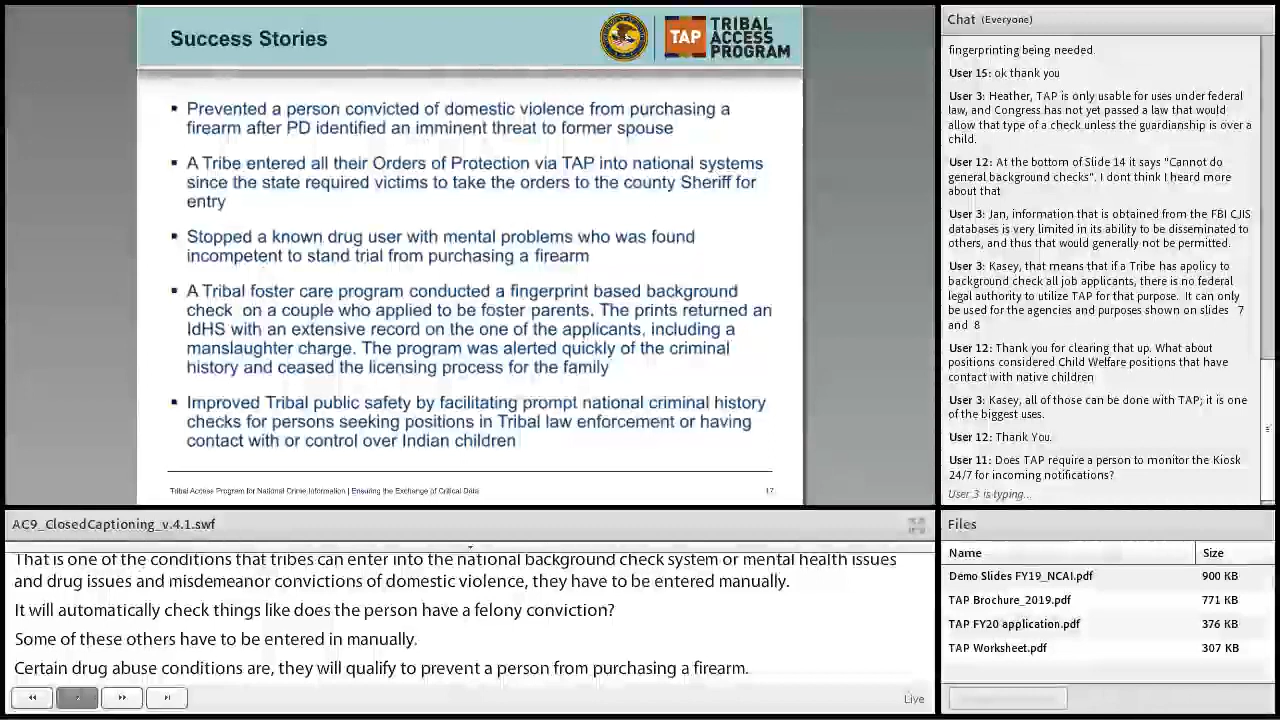 Success Stories
TAP
TRIBAL
ACCESS
PROGRAM
▪ Prevented a person convicted of domestic violence from purchasing a
firearm after PD identified an imminent threat to former spouse
▪ A Tribe entered all their Orders of Protection via TAP into national systems
since the state required victims to take the orders to the county Sheriff for
entry
▪ Stopped a known drug user with mental problems who was found
incompetent to stand trial from purchasing a firearm
▪ A Tribal foster care program conducted a fingerprint based background
check on a couple who applied to be foster parents. The prints returned an
IdHS with an extensive record on the one of the applicants, including a
manslaughter charge. The program was alerted quickly of the criminal
history and ceased the licensing process for the family
▪ Improved Tribal public safety by facilitating prompt national criminal history
checks for persons seeking positions in Tribal law enforcement or having
contact with or control over Indian children
Tribal Access Program for National Crime Information | Ensuring the Exchange of Critical Data
17
Chat (Everyone)
fingerprinting being needed.
User 15: ok thank you
User 3: Heather, TAP is only usable for uses under federal
law, and Congress has not yet passed a law that would
allow that type of a check unless the guardianship is over a
child.
User 12: At the bottom of Slide 14 it says "Cannot do
general background checks". I dont think I heard more
about that
User 3: Jan, information that is obtained from the FBI CJIS
databases is very limited in its ability to be disseminated to
others, and thus that would generally not be permitted.
User 3: Kasey, that means that if a Tribe has apolicy to
background check all job applicants, there is no federal
legal authority to utilize TAP for that purpose. It can only
be used for the agencies and purposes shown on slides 7
and 8
User 12: Thank you for clearing that up. What about
positions considered Child Welfare positions that have
contact with native children
User 3: Kasey, all of those can be done with TAP; it is one
of the biggest uses.
User 12: Thank You.
User 11: Does TAP require a person to monitor the Kiosk
24/7 for incoming notifications?
User 3 is typing...
AC9_ClosedCaptioning_v.4.1.swf
That is one of the conditions that tribes can enter into the national background check system or mental health issues
and drug issues and misdemeanor convictions of domestic violence, they have to be entered manually.
It will automatically check things like does the person have a felony conviction?
Some of these others have to be entered in manually.
Certain drug abuse conditions are, they will qualify to prevent a person from purchasing a firearm.
Live
Files
Name Size
Demo Slides FY19_NCAI.pdf 900 KB
TAP Brochure_2019.pdf 771 KB
TAP FY20 application.pdf 376 KB
TAP Worksheet.pdf 307 KB